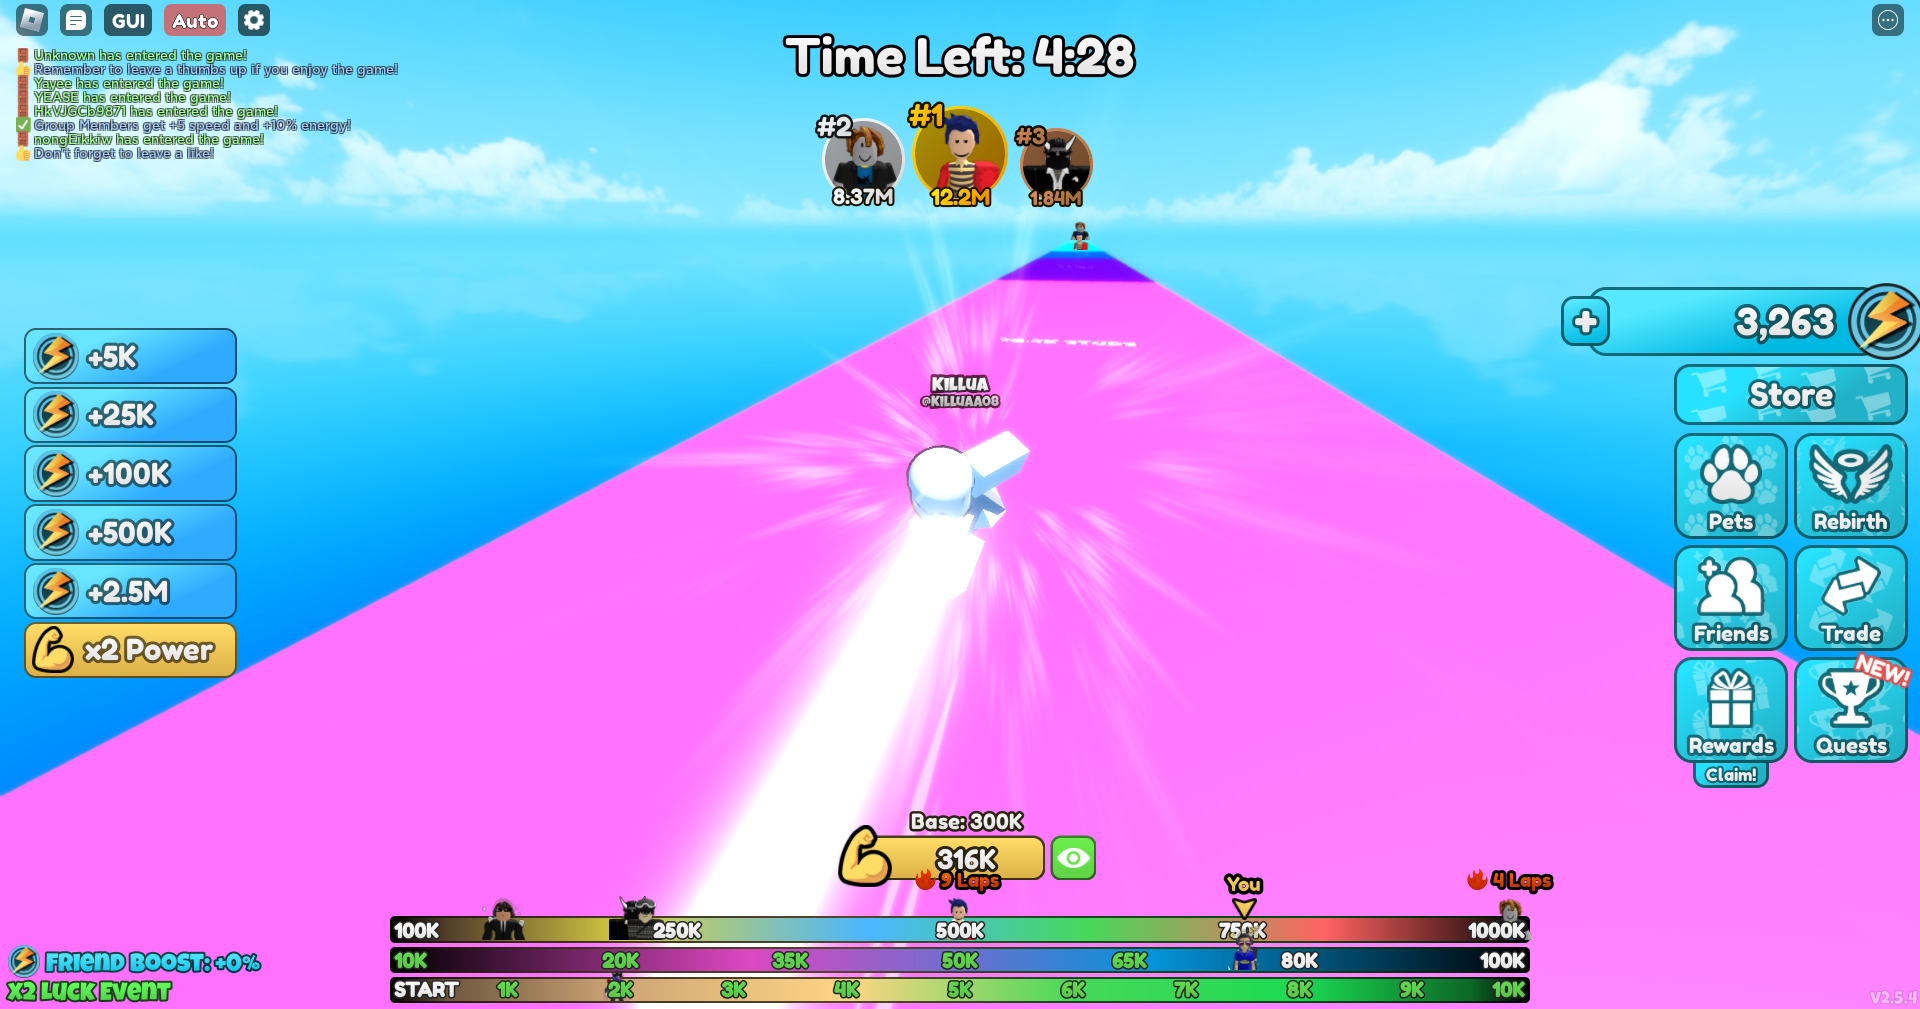 GUI
Auto
Unknown has entered the game!
Remember to leave a thumbs up if you enjoy the game!
Yayee has entered the game!
YEASE has entered the game!
HkVJGCb9871 has entered the game!
Group Members get +5 speed and +10% energy!
nongEikkiw has entered the game!
Don't forget to leave a like!
Time Left: 4:28
#2
#1
#3
8.37M
12.2M
1.84M
STUDS
KILLUA
@KILLUAA08
+5K
+25K
+100K
+500K
+2.5M
x2 Power
3,263
Store
Pets
Rebirth
Friends
Trade
NEW!
Rewards
Quests
Claim!
Base: 300K
316K
9 Laps
You
4 Laps
100K
250K
500K
750K
1000K
10K
20K
35K
50K
65K
80K
100K
START
1K
2K
3K
4K
5K
6K
7K
8K
9K
10K
FRIEND BOOST: +0%
X2 LUCK EVENT
V2.5.4